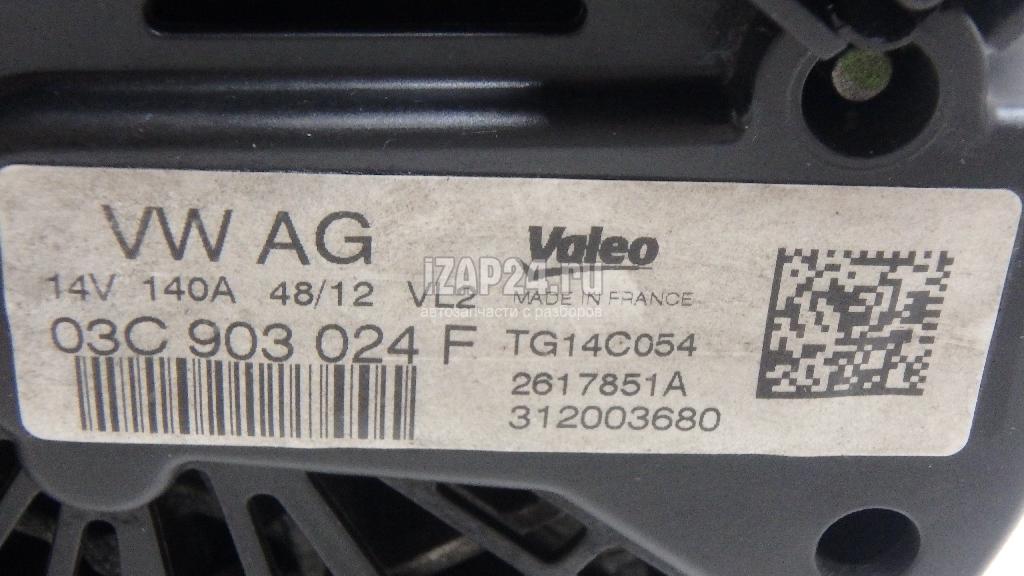 VW AG
14V 140A 48/12 VL2
03C 903 024 F
Valeo
MADE IN FRANCE
TG14C054
2617851A
312003680
iZAP24.ru
автозапчасти с разборов